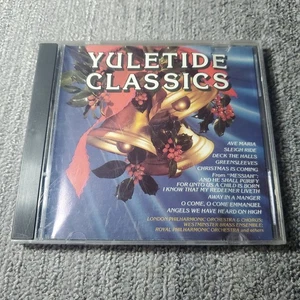 YULETIDE
CLASSICS
AVE MARIA
SLEIGH RIDE
DECK THE HALLS
GREENSLEEVES
CHRISTMAS IS COMING
From "MESSIAH":
AND HE SHALL PURIFY
FOR UNTO US A CHILD IS BORN
I KNOW THAT MY REDEEMER LIVETH
AWAY IN A MANGER
O COME, O COME EMMANUEL
ANGELS WE HAVE HEARD ON HIGH
LONDON PHILHARMONIC ORCHESTRA & CHORUS;
WESTMINSTER BRASS ENSEMBLE;
ROYAL PHILHARMONIC ORCHESTRA and others